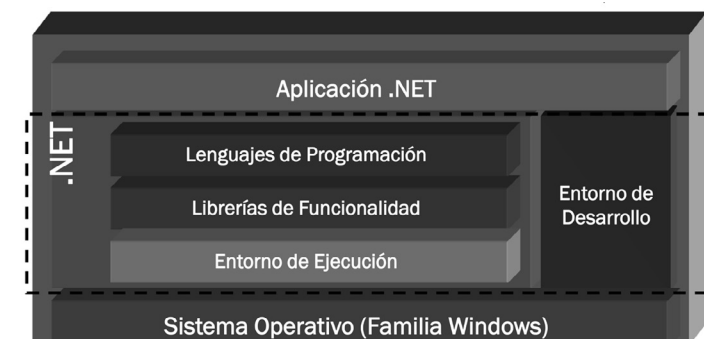 Aplicación .NET
.NET
Lenguajes de Programación
Librerías de Funcionalidad
Entorno de Ejecución
Entorno de
Desarrollo
Sistema Operativo (Familia Windows)